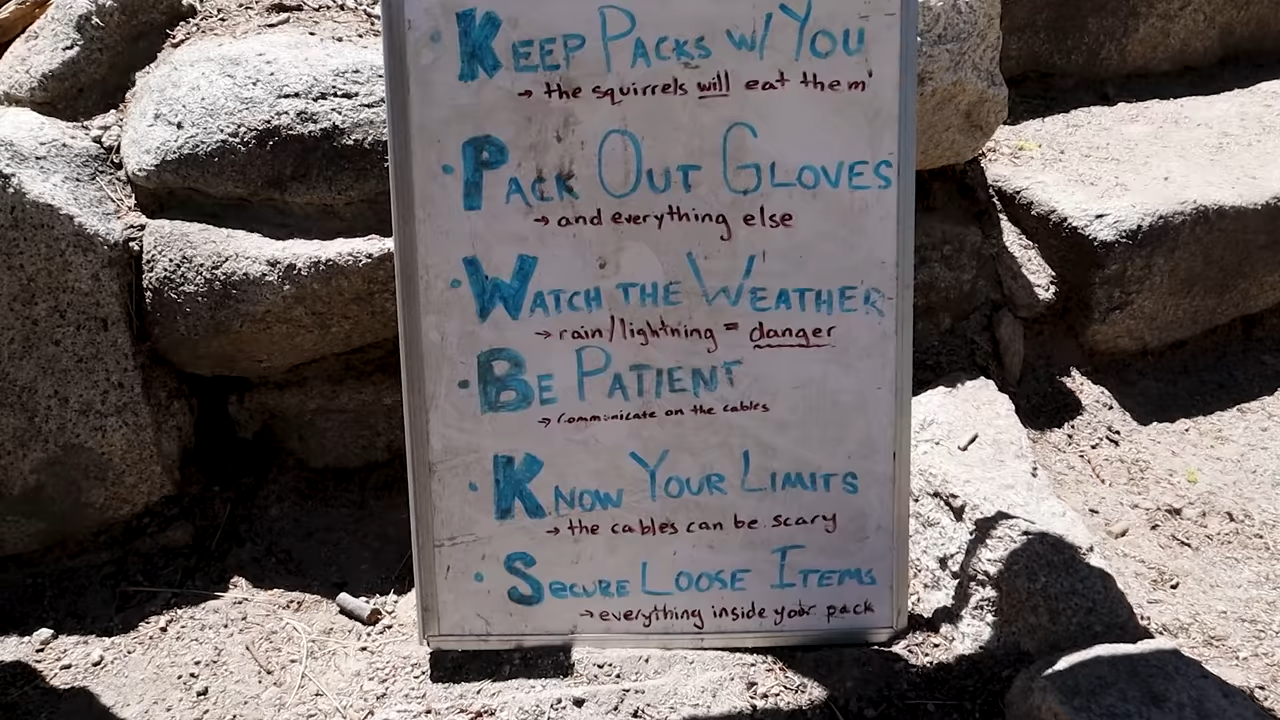 · KEEP PACKS W/ YOU
→ the squirrels will eat them
· PACK OUT GLOVES
→ and everything else
· WATCH THE WEATHER
→ rain/lightning = danger
· BE PATIENT
→ communicate on the cables
· KNOW YOUR LIMITS
→ the cables can be scary
· SECURE LOOSE ITEMS
→ everything inside your pack